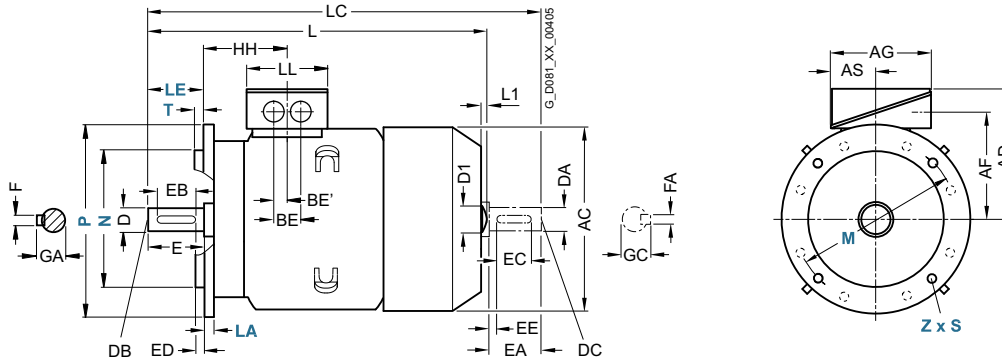 LC
L
HH
LL
LE
T
L1
G_D081_XX_00405
AG
AS
AF
AD
F
GA
P
N
EB
D
E
BE'
BE
D1
DA
AC
FA
GC
M
EC
EE
EA
DC
DB
ED
LA
Z x S